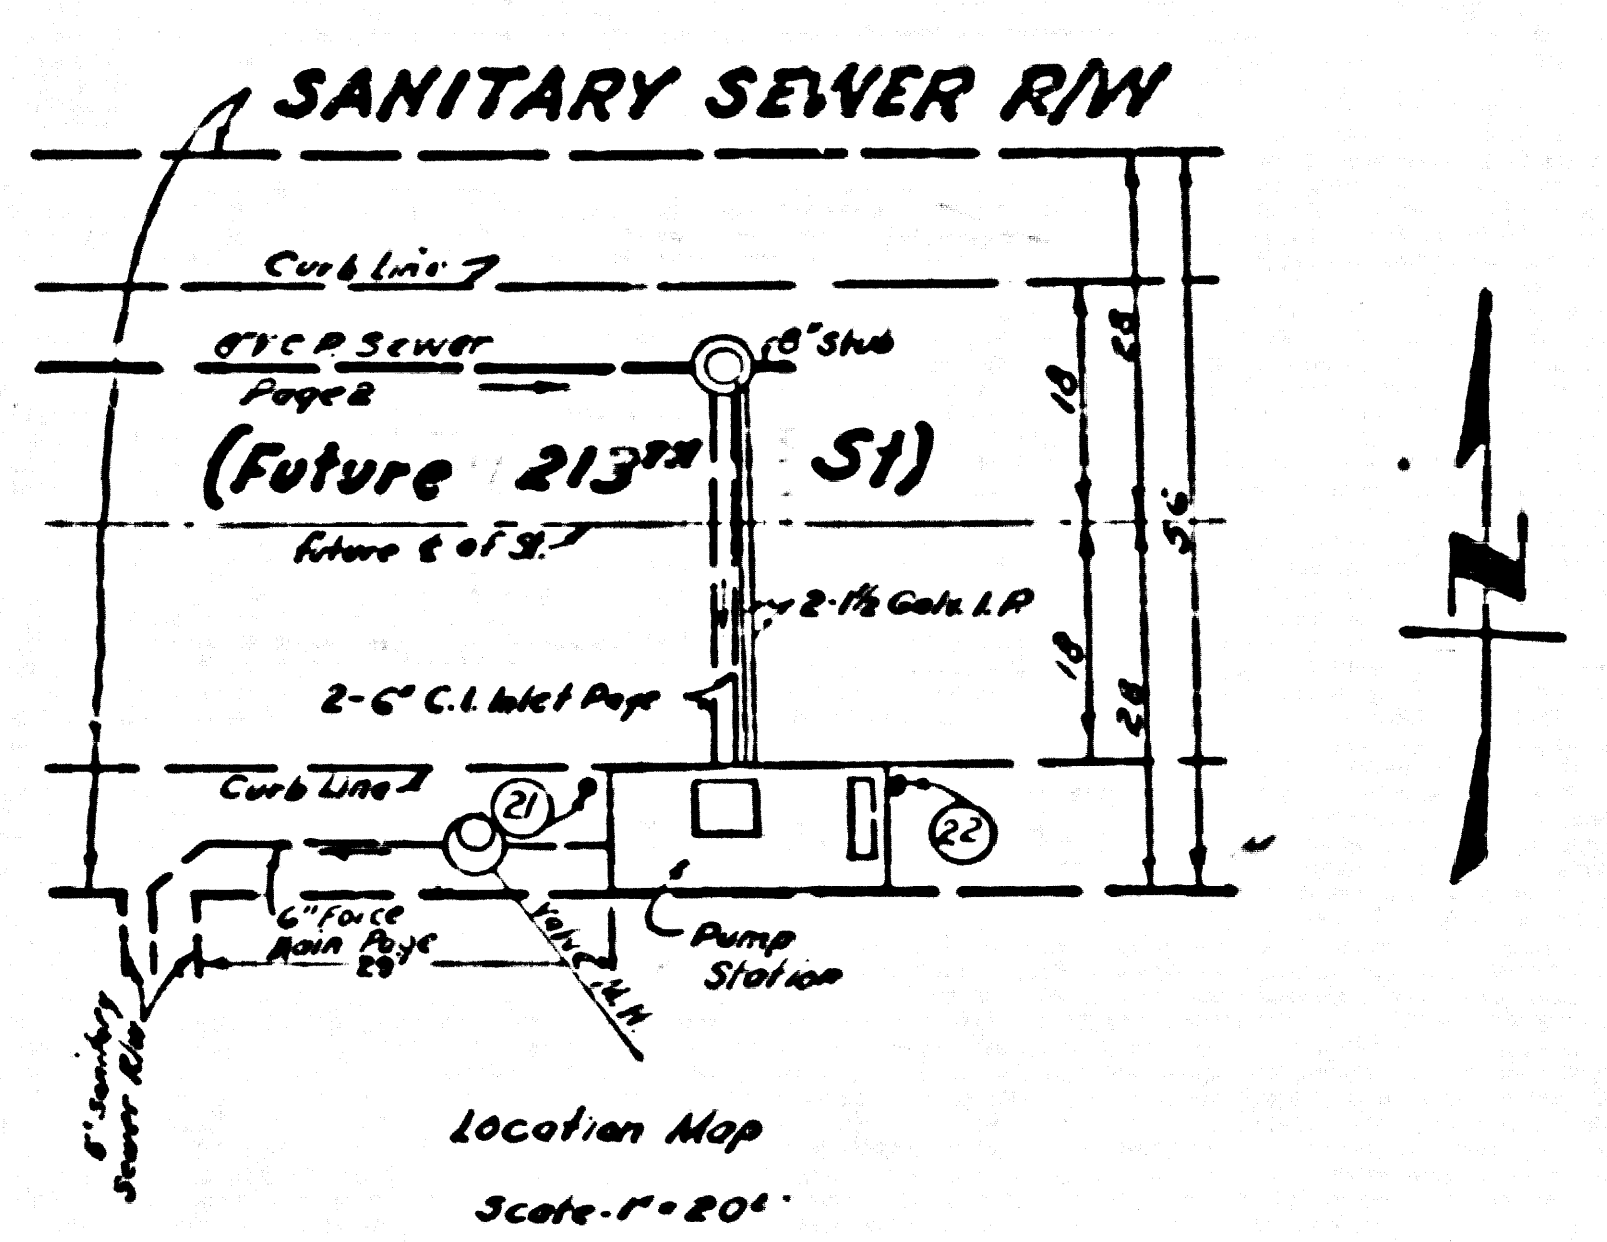 SANITARY SEWER R/W
Curb Line
8" V.C.P. Sewer
Page 2
8" Stub
(Future 213TH St)
Future ℄ of St.
2-1½ Galv. I.P.
2-6" C.I. Inlet Page
18
28
56
18
28
Curb Line
21
22
6" Force
Main Page
29
Valve M.H.
Pump
Station
Sanitary
Sewer R/W
N
Location Map
Scale - 1" = 20'